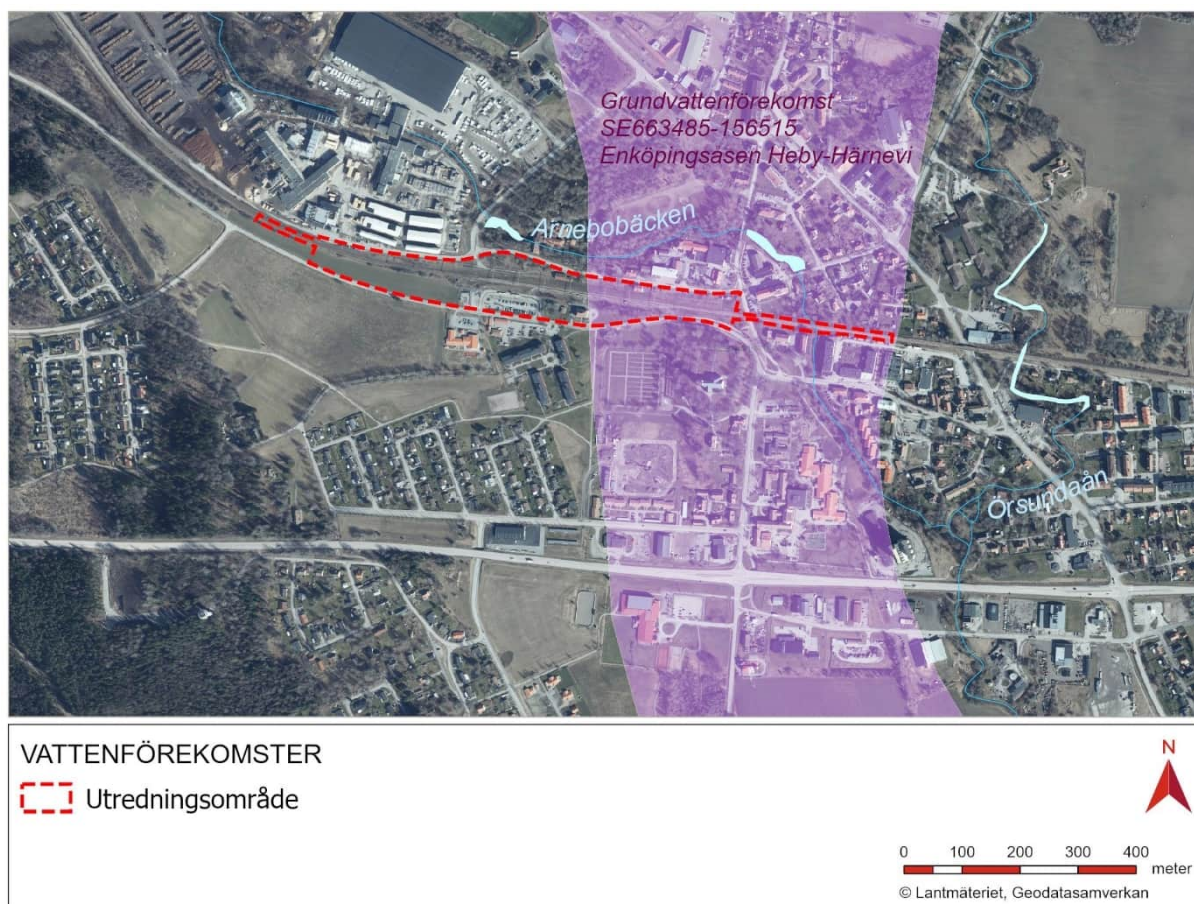 Grundvattenförekomst
SE663485-156515
Enköpingsåsen Heby-Härnevi
Arnebobäcken
Örsundaån
VATTENFÖREKOMSTER
Utredningsområde
N
0 100 200 300 400
meter
© Lantmäteriet, Geodatasamverkan